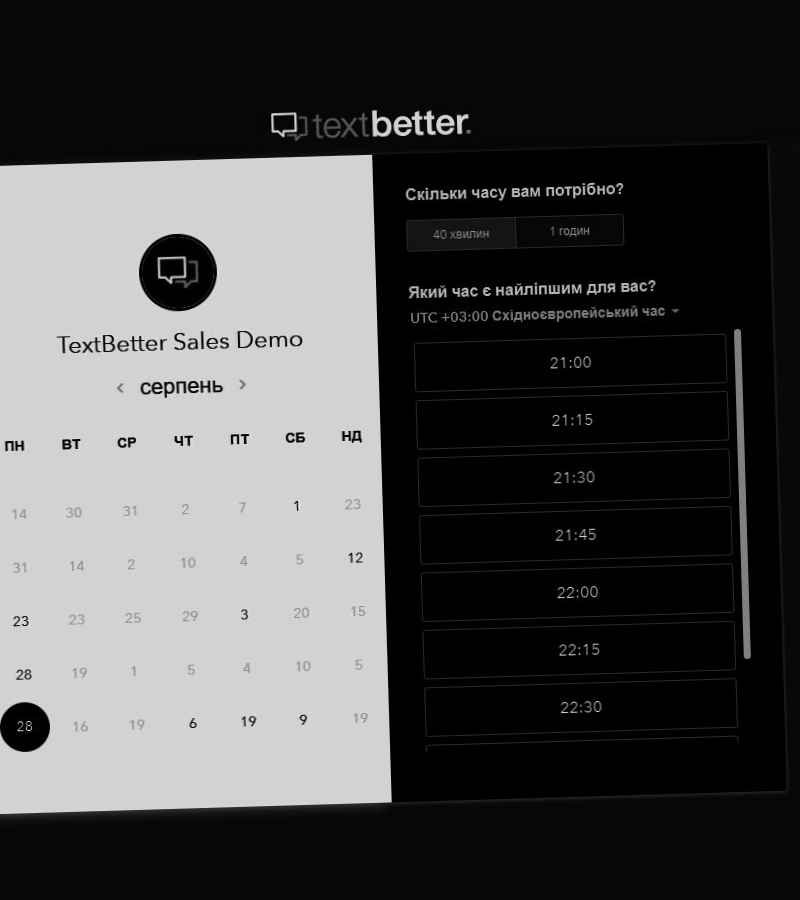 textbetter.
TextBetter Sales Demo
серпень
ПН ВТ СР ЧТ ПТ СБ НД
14 30 31 2 7 1 23
31 14 2 10 4 5 12
23 23 25 29 3 20 15
28 19 1 5 4 10 5
28 16 19 6 19 9 19
Скільки часу вам потрібно?
40 хвилин 1 годин
Який час є найліпшим для вас?
UTC +03:00 Східноєвропейський час
21:00
21:15
21:30
21:45
22:00
22:15
22:30